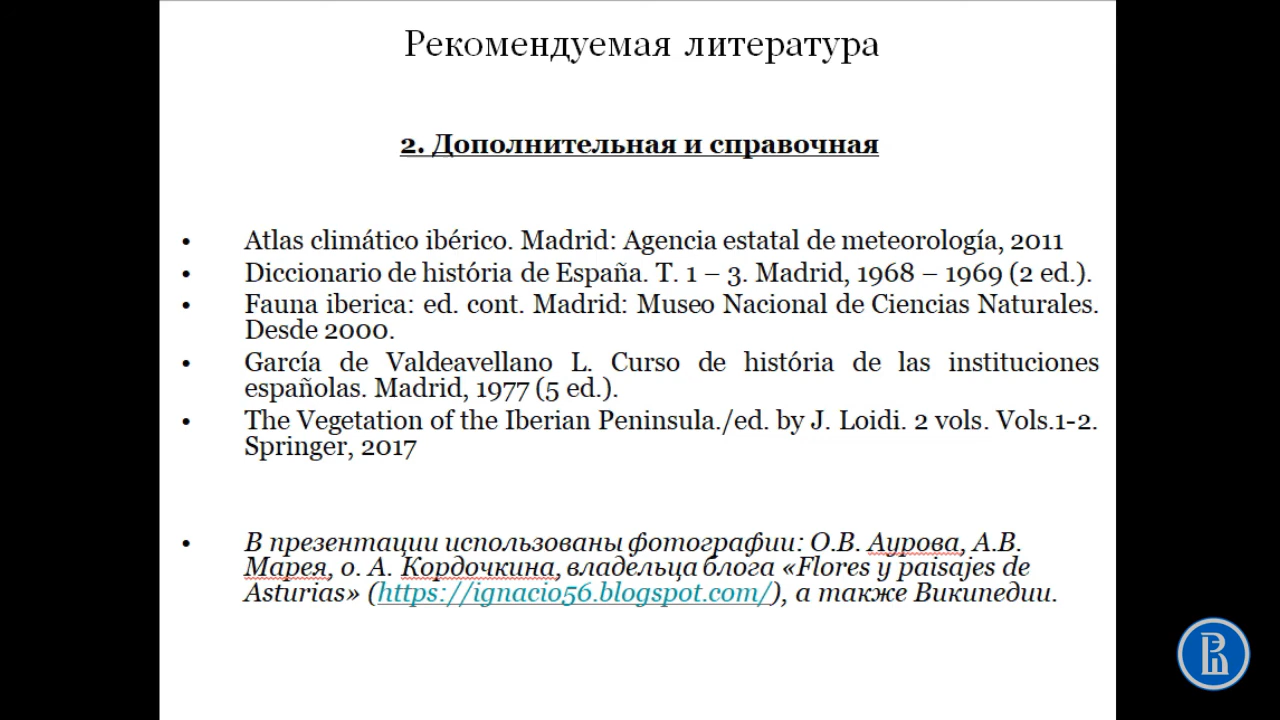 Рекомендуемая литература
2. Дополнительная и справочная
• Atlas climático ibérico. Madrid: Agencia estatal de meteorología, 2011
• Diccionario de história de España. T. 1 – 3. Madrid, 1968 – 1969 (2 ed.).
• Fauna iberica: ed. cont. Madrid: Museo Nacional de Ciencias Naturales.
Desde 2000.
• García de Valdeavellano L. Curso de história de las instituciones
españolas. Madrid, 1977 (5 ed.).
• The Vegetation of the Iberian Peninsula./ed. by J. Loidi. 2 vols. Vols.1-2.
Springer, 2017
• В презентации использованы фотографии: О.В. Аурова, А.В.
Марея, о. А. Кордочкина, владельца блога «Flores y paisajes de
Asturias» (https://ignacio56.blogspot.com/), а также Википедии.